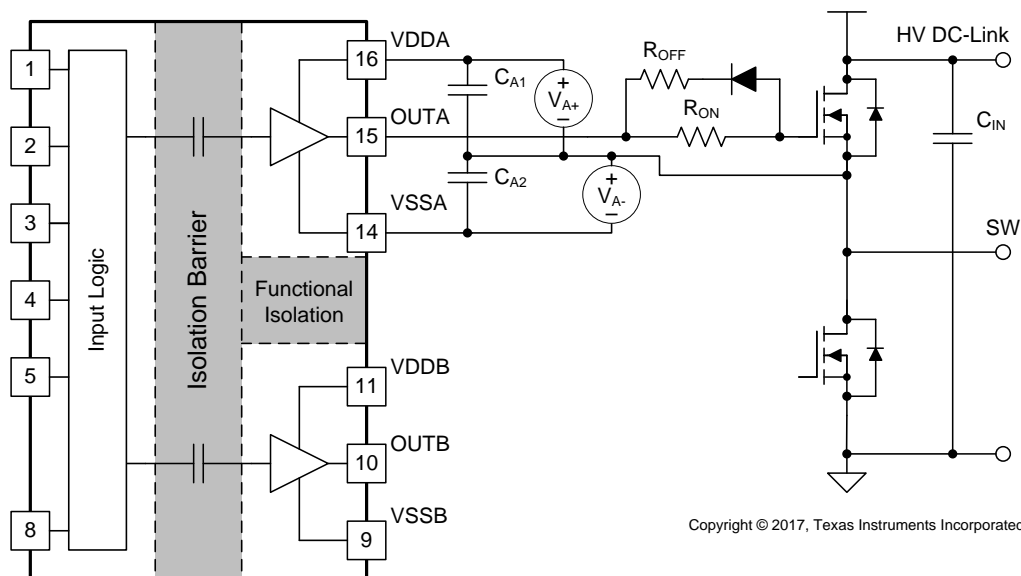 1
2
3
4
5
8
Input Logic
Isolation Barrier
Functional
Isolation
16
VDDA
15
OUTA
14
VSSA
11
VDDB
10
OUTB
9
VSSB
CA1
VA+
+
−
CA2
+
VA-
−
ROFF
RON
HV DC-Link
CIN
SW
Copyright © 2017, Texas Instruments Incorporated